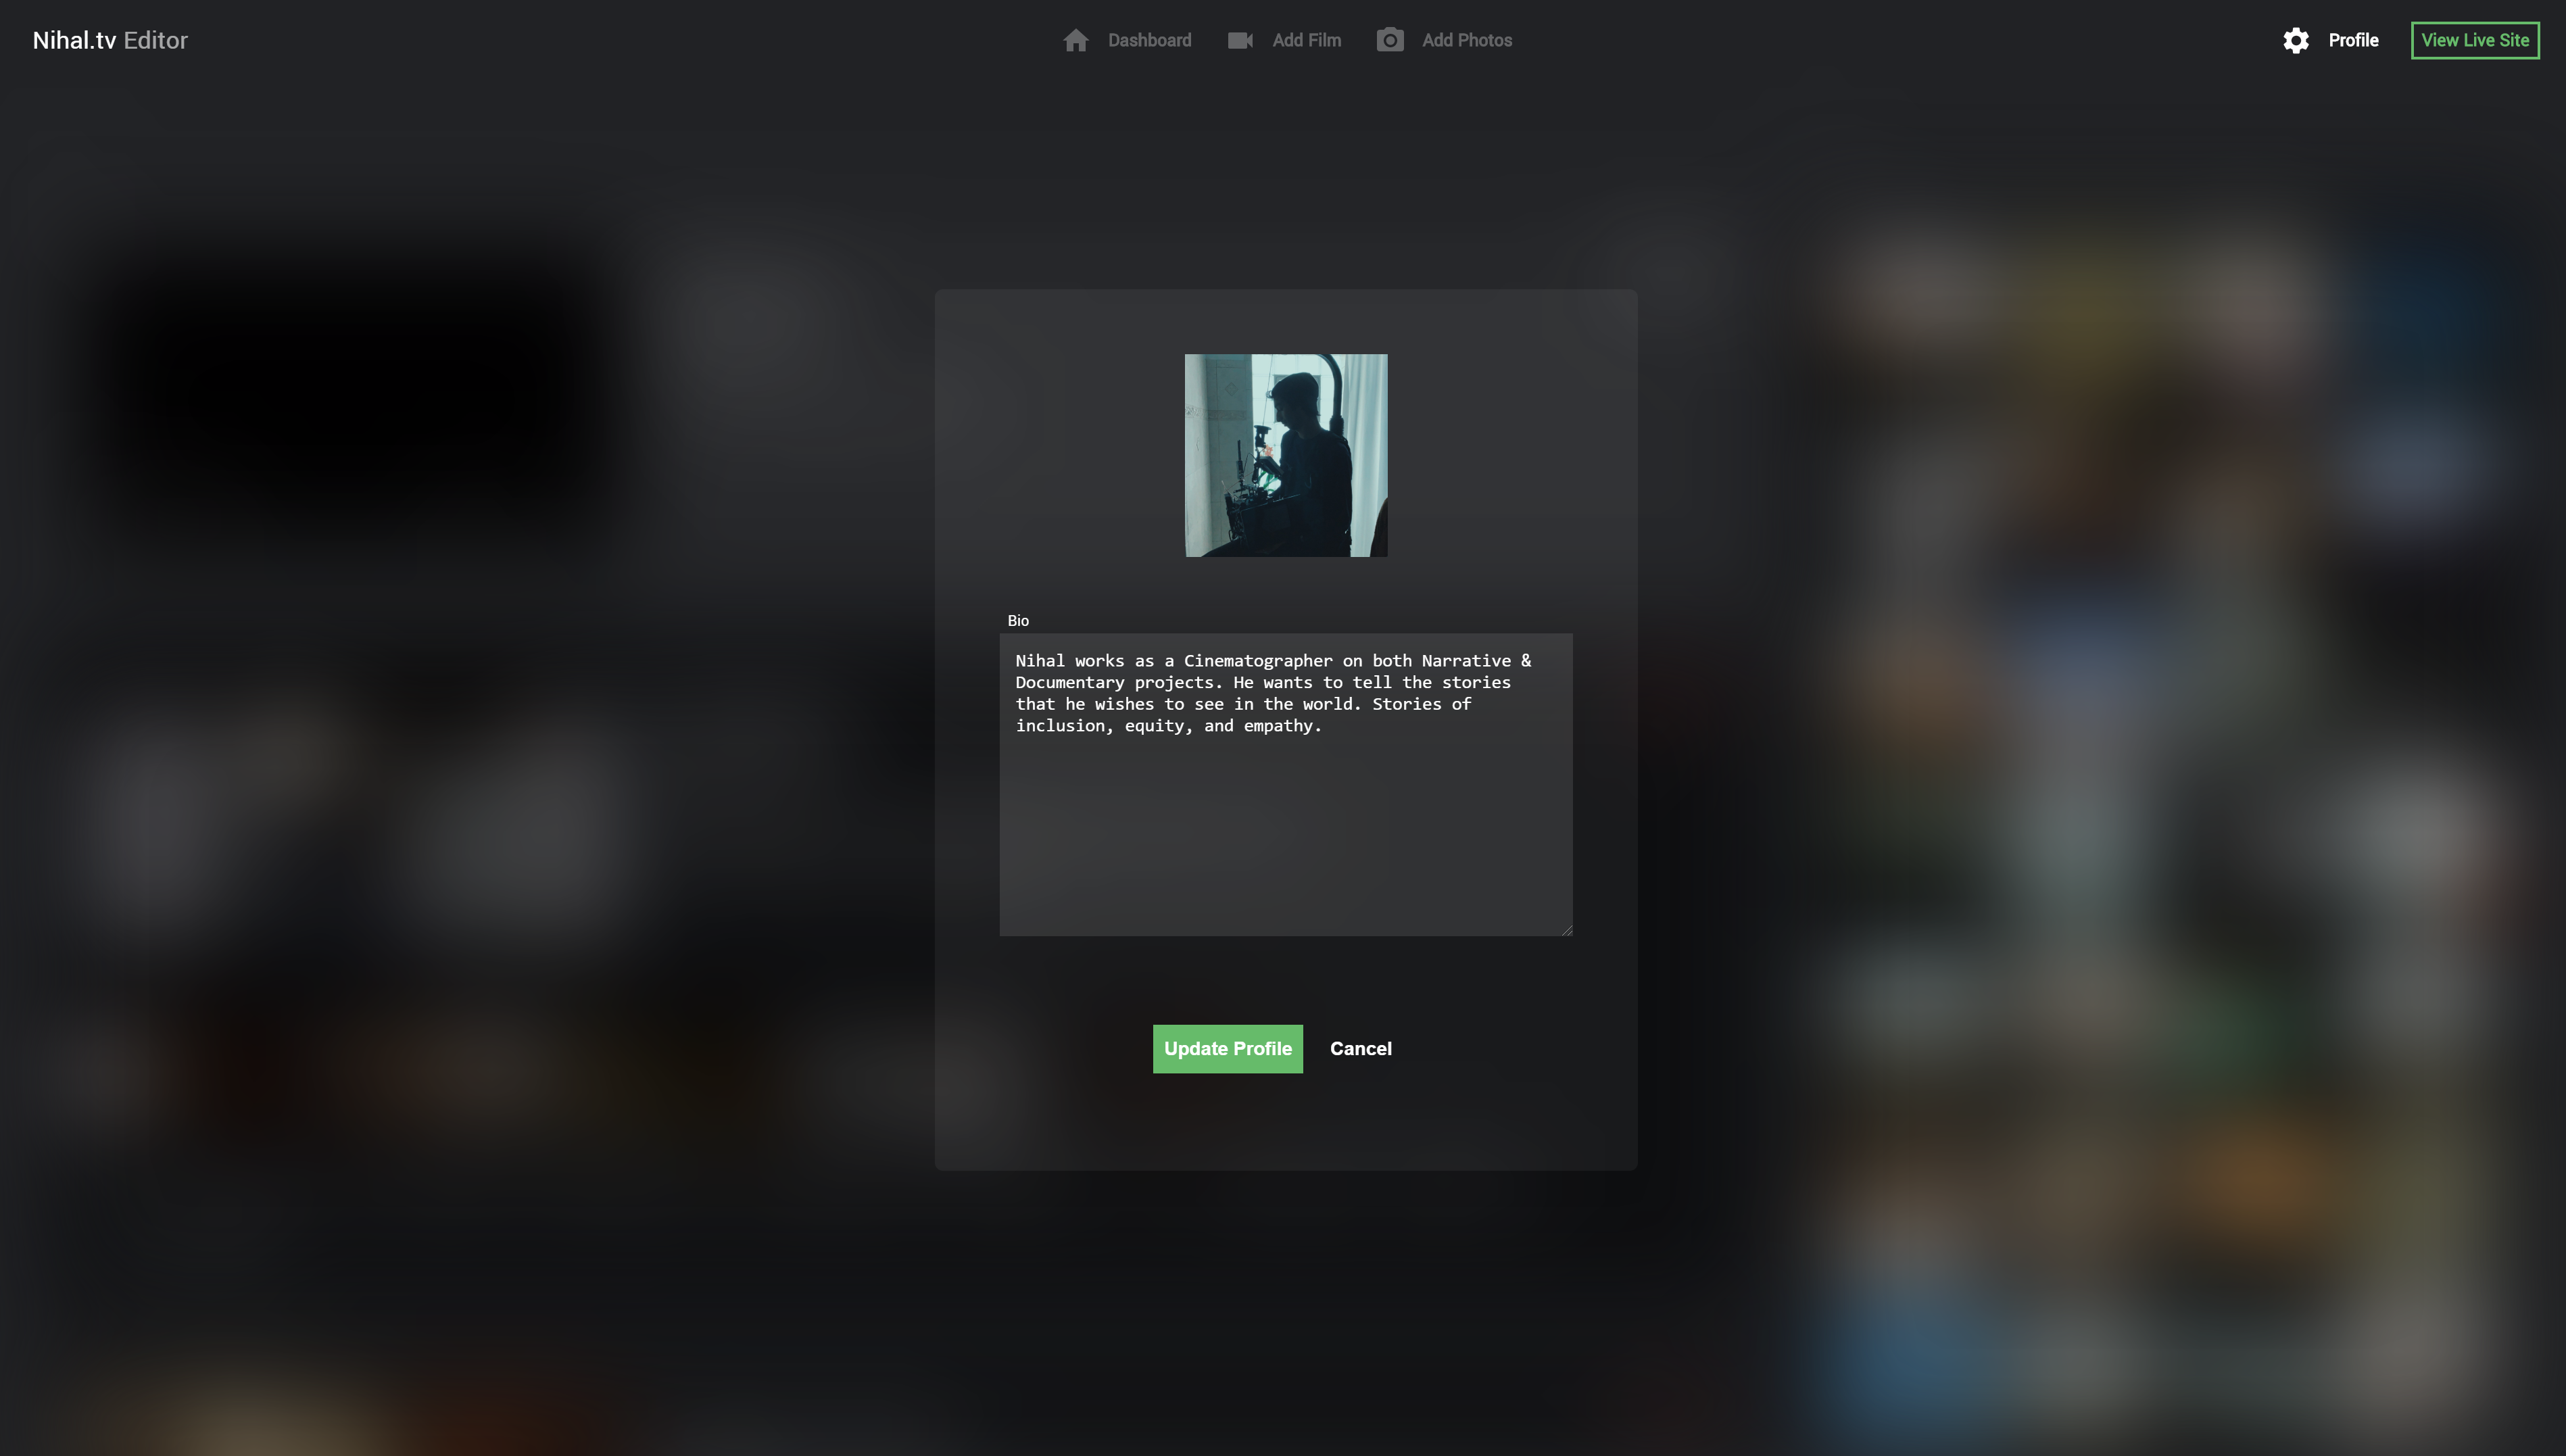 Nihal.tv Editor
Dashboard
Add Film
Add Photos
Profile
View Live Site
Bio
Nihal works as a Cinematographer on both Narrative &
Documentary projects. He wants to tell the stories
that he wishes to see in the world. Stories of
inclusion, equity, and empathy.
Update Profile
Cancel